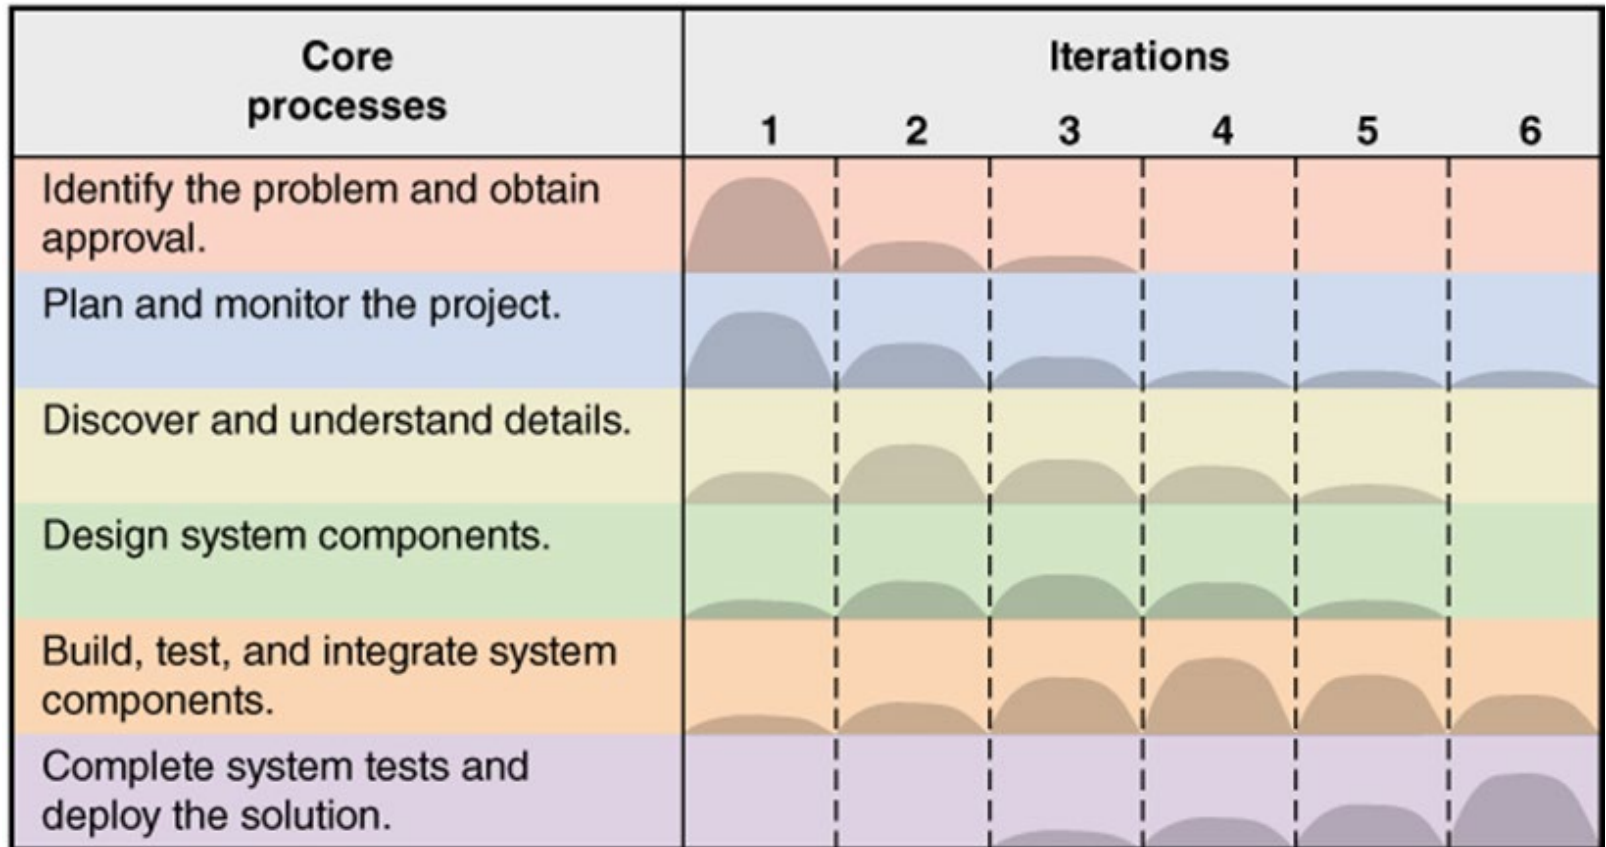 Core
processes
Iterations
1 2 3 4 5 6
Identify the problem and obtain
approval.
Plan and monitor the project.
Discover and understand details.
Design system components.
Build, test, and integrate system
components.
Complete system tests and
deploy the solution.